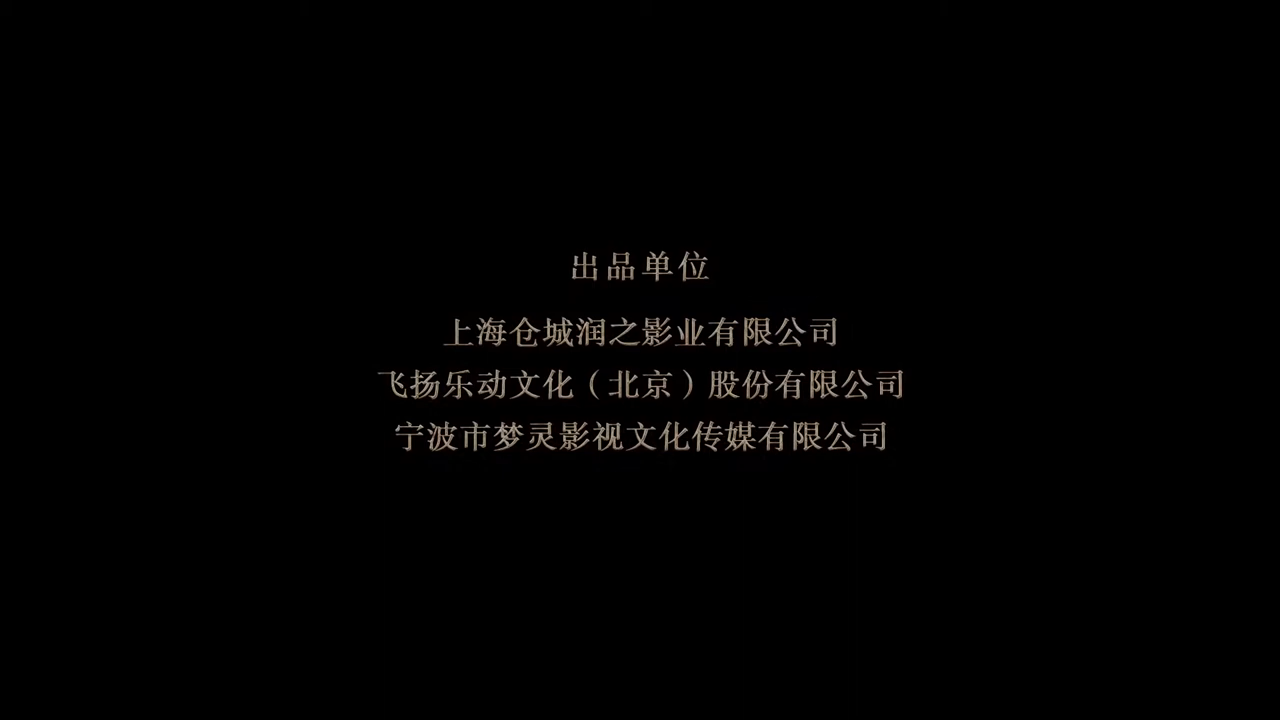 出品单位
上海仓城润之影业有限公司
飞扬乐动文化（北京）股份有限公司
宁波市梦灵影视文化传媒有限公司